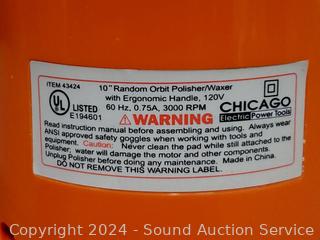 ITEM 43424
10" Random Orbit Polisher/Waxer
with Ergonomic Handle, 120V
60 Hz, 0.75A, 3000 RPM
UL
LISTED
E194601
WARNING
CHICAGO
Electric Power Tools
Read instruction manual before assembling and using. Always wear
ANSI approved safety goggles when working with tools and
equipment. Caution: Never clean the pad while still attached to the
Polisher; water will damage the motor and other components.
Unplug Polisher before doing any maintenance. Made in China.
DO NOT REMOVE THIS WARNING LABEL.
Copyright 2024 - Sound Auction Service